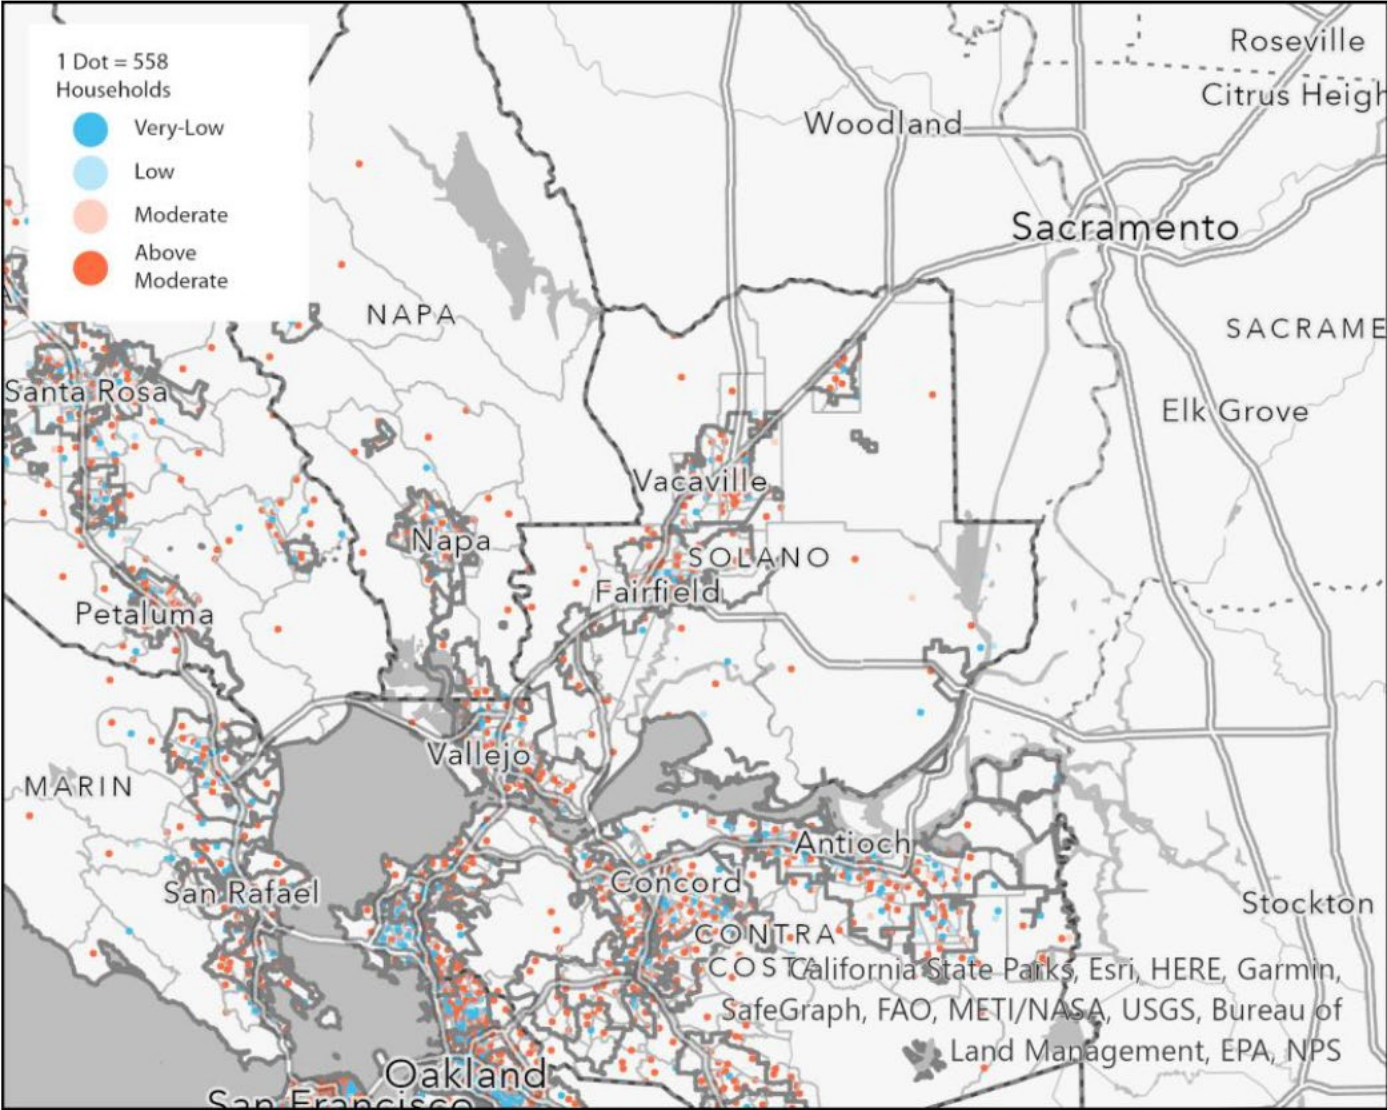 1 Dot = 558
Households
Very-Low
Low
Moderate
Above
Moderate
Roseville
Citrus Heigh
Woodland
Sacramento
NAPA
SACRAME
Santa Rosa
Elk Grove
Vacaville
Napa
SOLANO
Fairfield
Petaluma
Vallejo
MARIN
Antioch
Concord
San Rafael
Stockton
CONTRA
COSTA
California State Parks, Esri, HERE, Garmin,
SafeGraph, FAO, METI/NASA, USGS, Bureau of
Land Management, EPA, NPS
Oakland
San Francisco